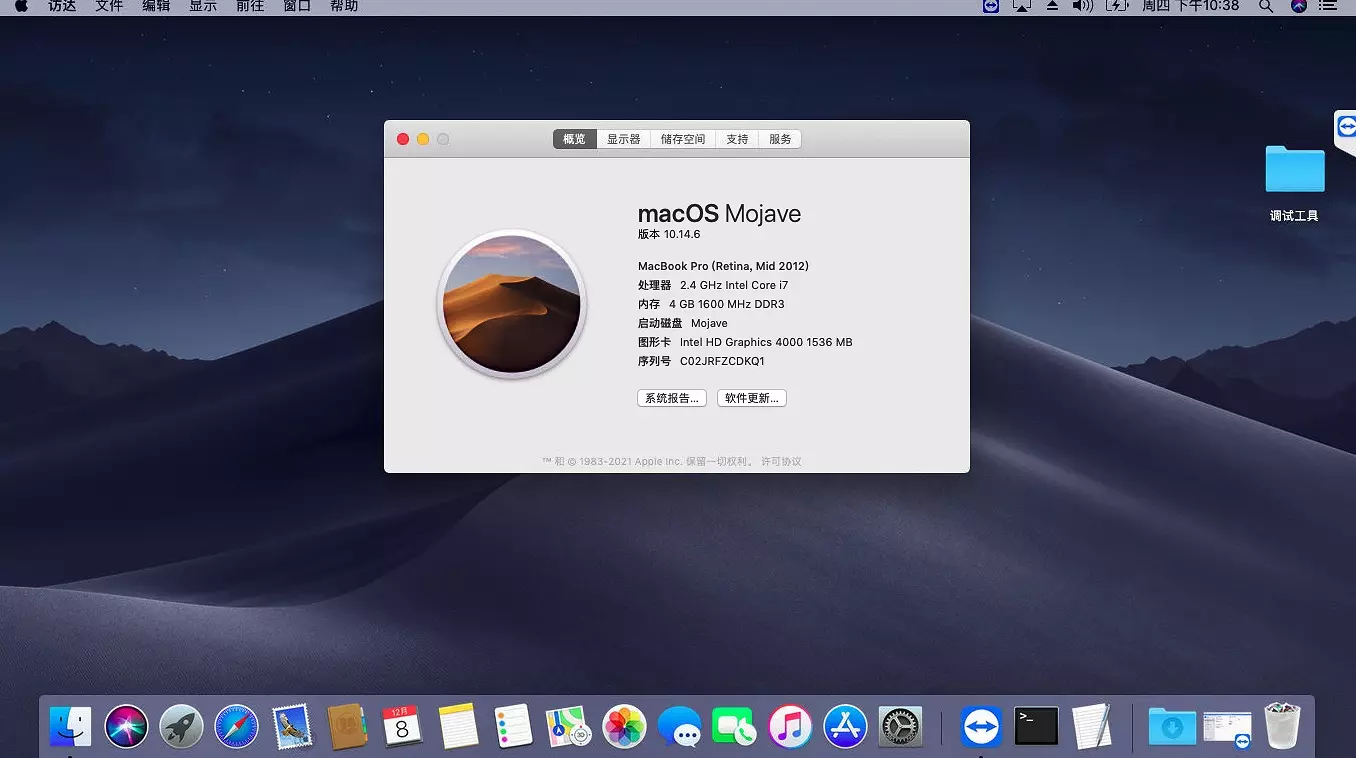 访达 文件 编辑 显示 前往 窗口 帮助 周四 下午10:38
概览 显示器 储存空间 支持 服务
macOS Mojave
版本 10.14.6
MacBook Pro (Retina, Mid 2012)
处理器 2.4 GHz Intel Core i7
内存 4 GB 1600 MHz DDR3
启动磁盘 Mojave
图形卡 Intel HD Graphics 4000 1536 MB
序列号 C02JRFZCDKQ1
系统报告... 软件更新...
™ 和 © 1983-2021 Apple Inc. 保留一切权利。 许可协议
调试工具
12月
8
3D
>_